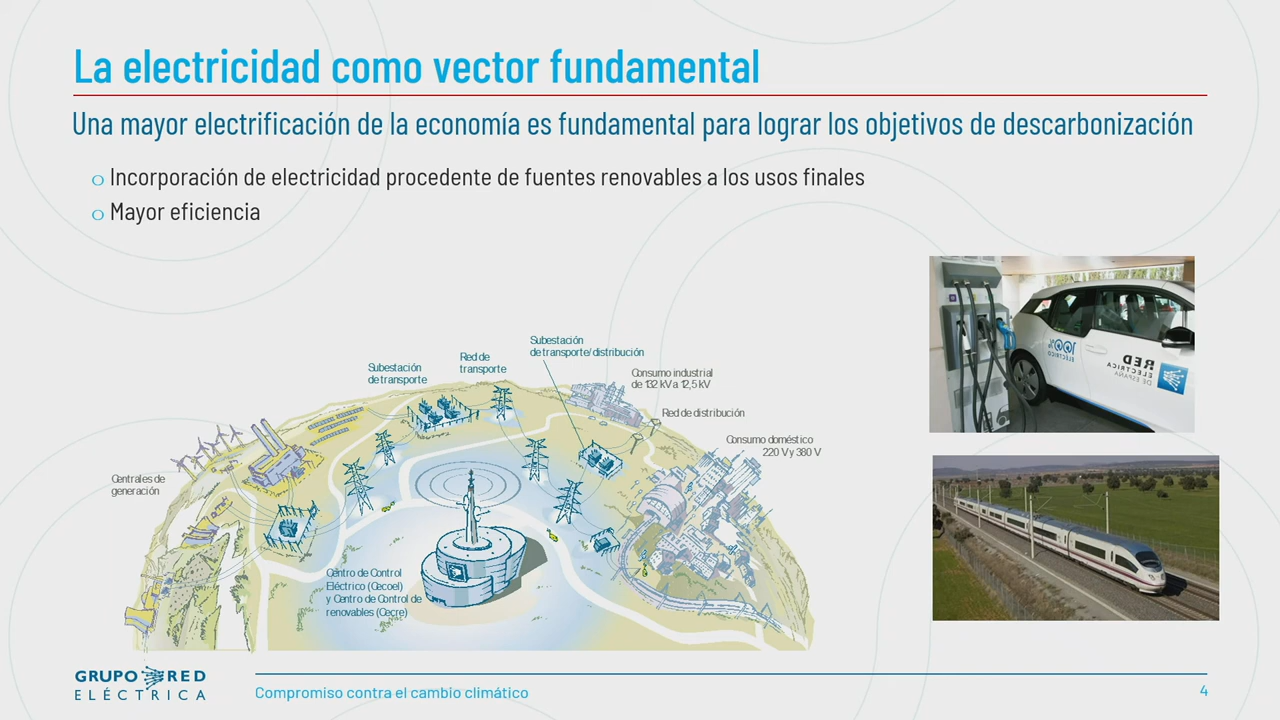 La electricidad como vector fundamental
Una mayor electrificación de la economía es fundamental para lograr los objetivos de descarbonización
Incorporación de electricidad procedente de fuentes renovables a los usos finales
Mayor eficiencia
Subestación
de transporte/distribución
Red de
transporte
Subestación
de transporte
Consumo industrial
de 132 kV a 12,5 kV
Red de distribución
Consumo doméstico
220 V y 380 V
Centrales de
generación
Centro de Control
Eléctrico (Cecoel)
y Centro de Control de
renovables (Cecre)
100%
ELÉCTRICO
RED
ELÉCTRICA
DE ESPAÑA
GRUPO RED
ELÉCTRICA
Compromiso contra el cambio climático
4